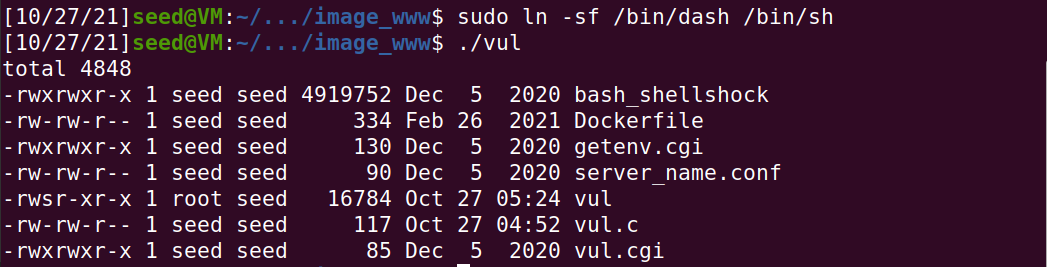 [10/27/21]seed@VM:~/.../image_www$ sudo ln -sf /bin/dash /bin/sh
[10/27/21]seed@VM:~/.../image_www$ ./vul
total 4848
-rwxrwxr-x 1 seed seed 4919752 Dec  5  2020 bash_shellshock
-rw-rw-r-- 1 seed seed     334 Feb 26  2021 Dockerfile
-rwxrwxr-x 1 seed seed     130 Dec  5  2020 getenv.cgi
-rw-rw-r-- 1 seed seed      90 Dec  5  2020 server_name.conf
-rwsr-xr-x 1 root seed   16784 Oct 27 05:24 vul
-rw-rw-r-- 1 seed seed     117 Oct 27 04:52 vul.c
-rwxrwxr-x 1 seed seed      85 Dec  5  2020 vul.cgi